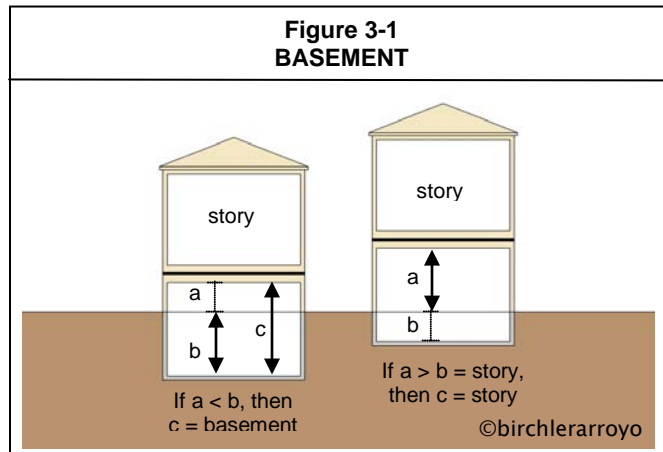 Figure 3-1
BASEMENT
story
story
a
b
c
a
b
If a < b, then
c = basement
If a > b = story,
then c = story
©birchlerarroyo